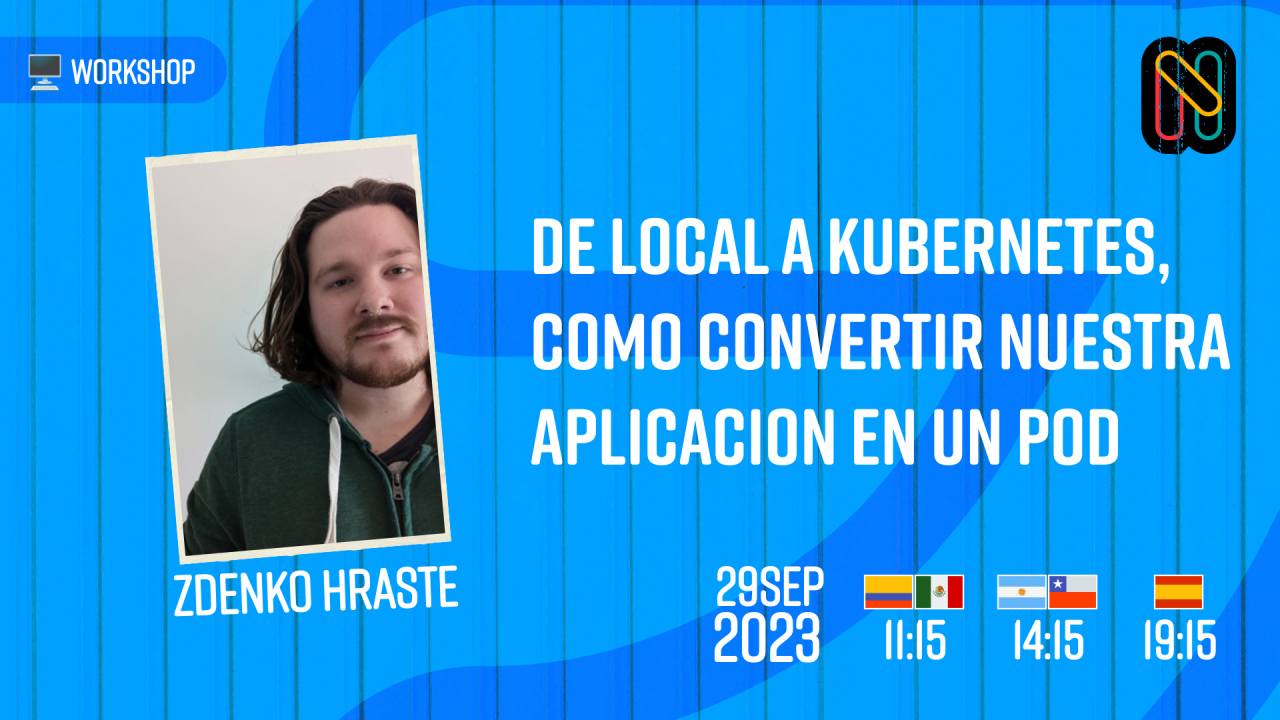 WORKSHOP
DE LOCAL A KUBERNETES,
COMO CONVERTIR NUESTRA
APLICACION EN UN POD
ZDENKO HRASTE
29SEP
2023
11:15
14:15
19:15